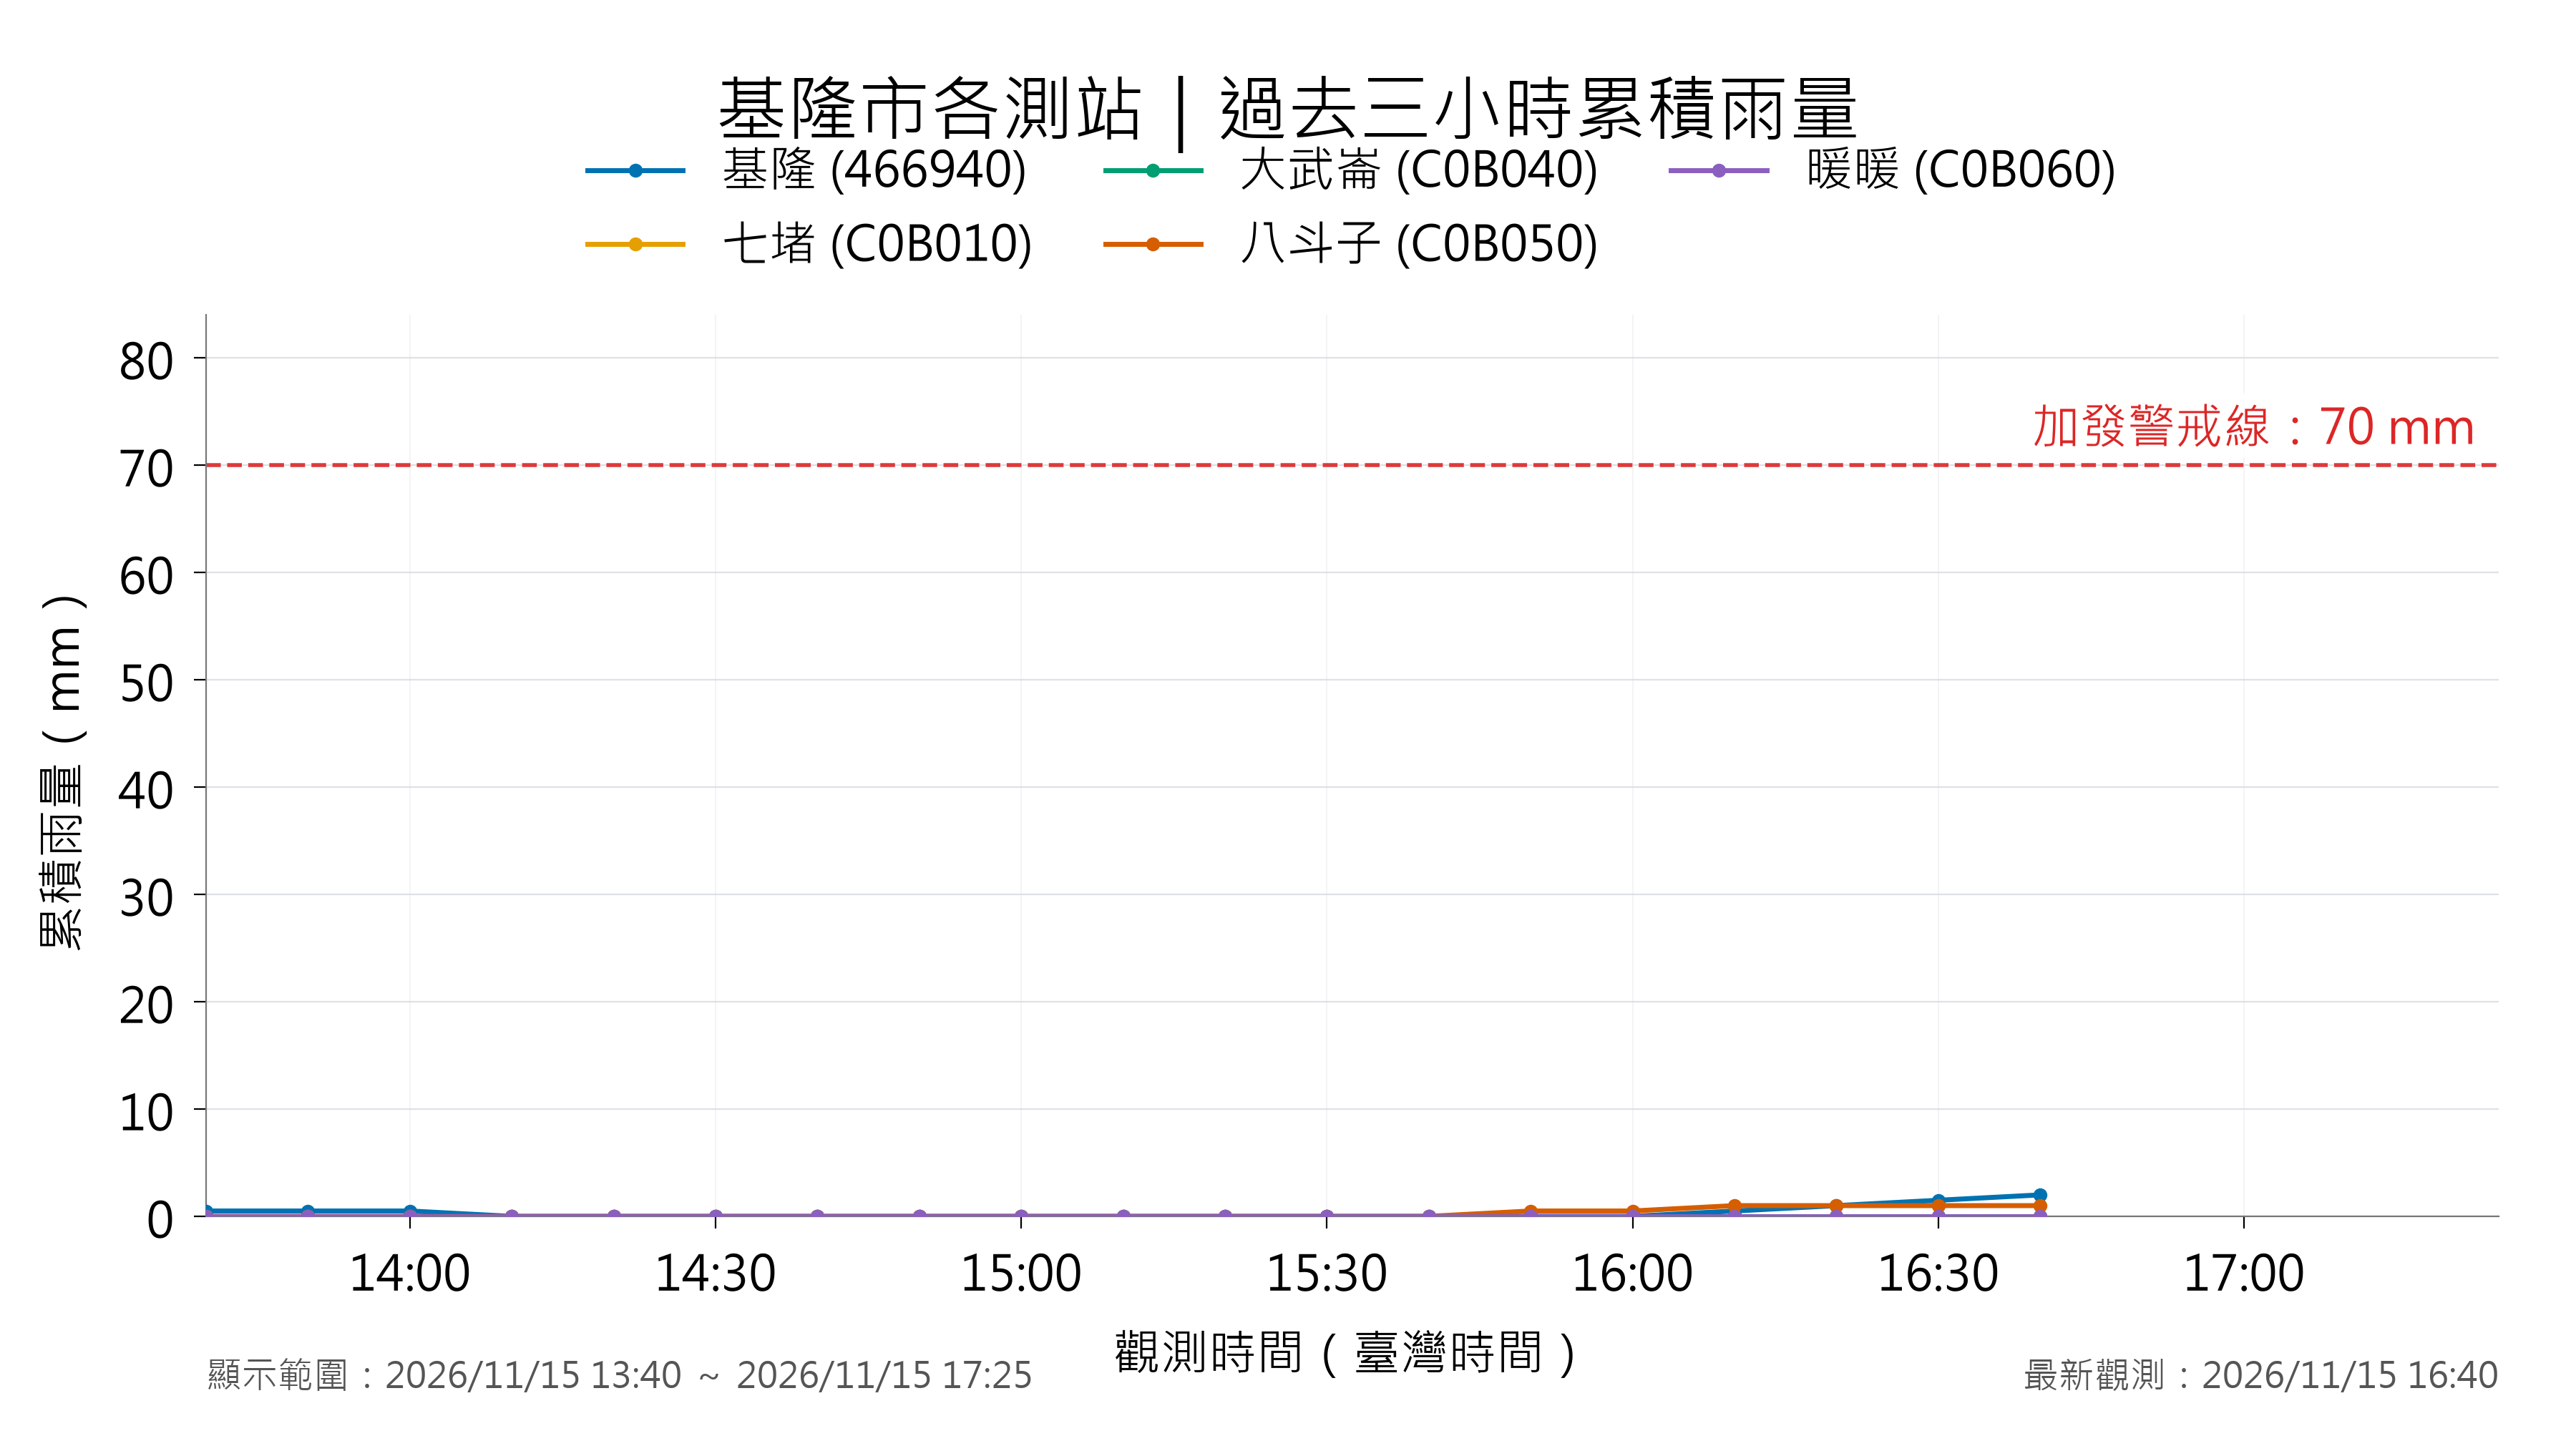 基隆市各測站｜過去三小時累積雨量
基隆 (466940)
大武崙 (C0B040)
暖暖 (C0B060)
七堵 (C0B010)
八斗子 (C0B050)
80
加發警戒線：70 mm
70
60
50
40
30
20
10
0
累積雨量（mm）
14:00
14:30
15:00
15:30
16:00
16:30
17:00
觀測時間（臺灣時間）
顯示範圍：2026/11/15 13:40 ~ 2026/11/15 17:25
最新觀測：2026/11/15 16:40